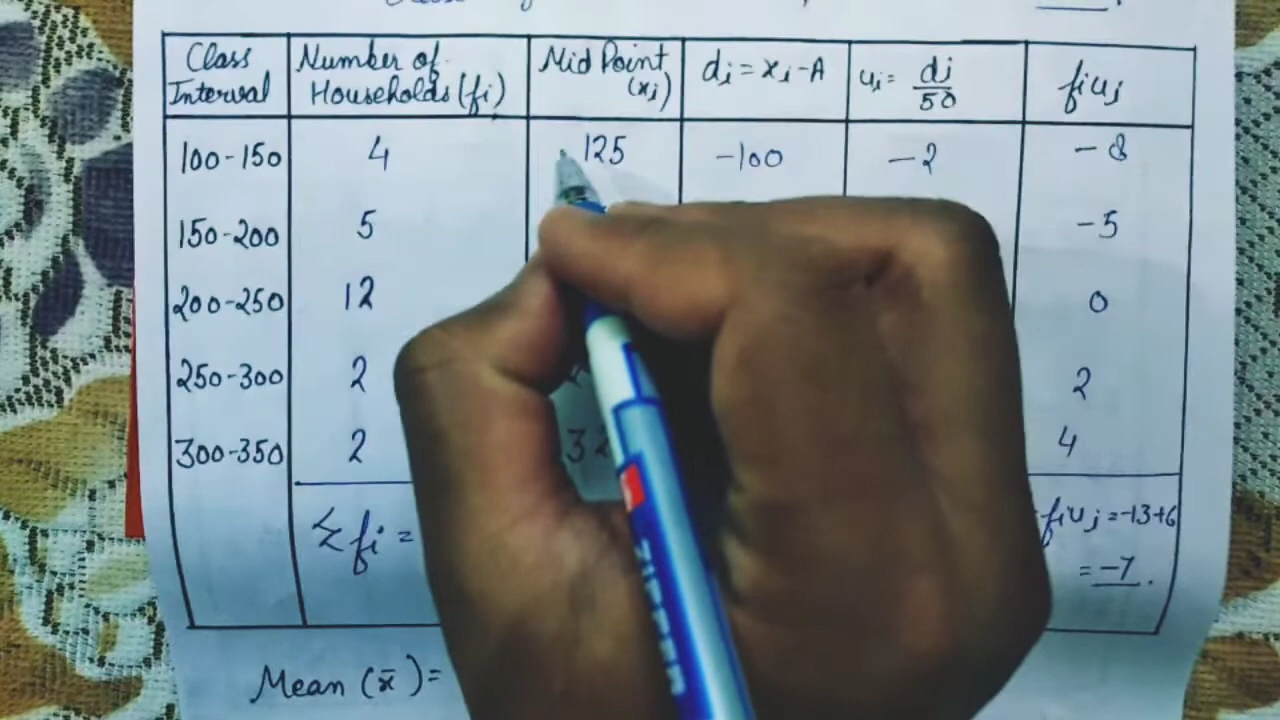 Class Interval | Number of Households (fi) | Mid Point (xi) | di = xi - A | ui = di/50 | fiui
100-150 | 4 | 125 | -100 | -2 | -8
150-200 | 5 | -5
200-250 | 12 | 0
250-300 | 2 | 2
300-350 | 2 | 4
Σfi = | fiui = -13+6
= -7.
Mean (x̄) =